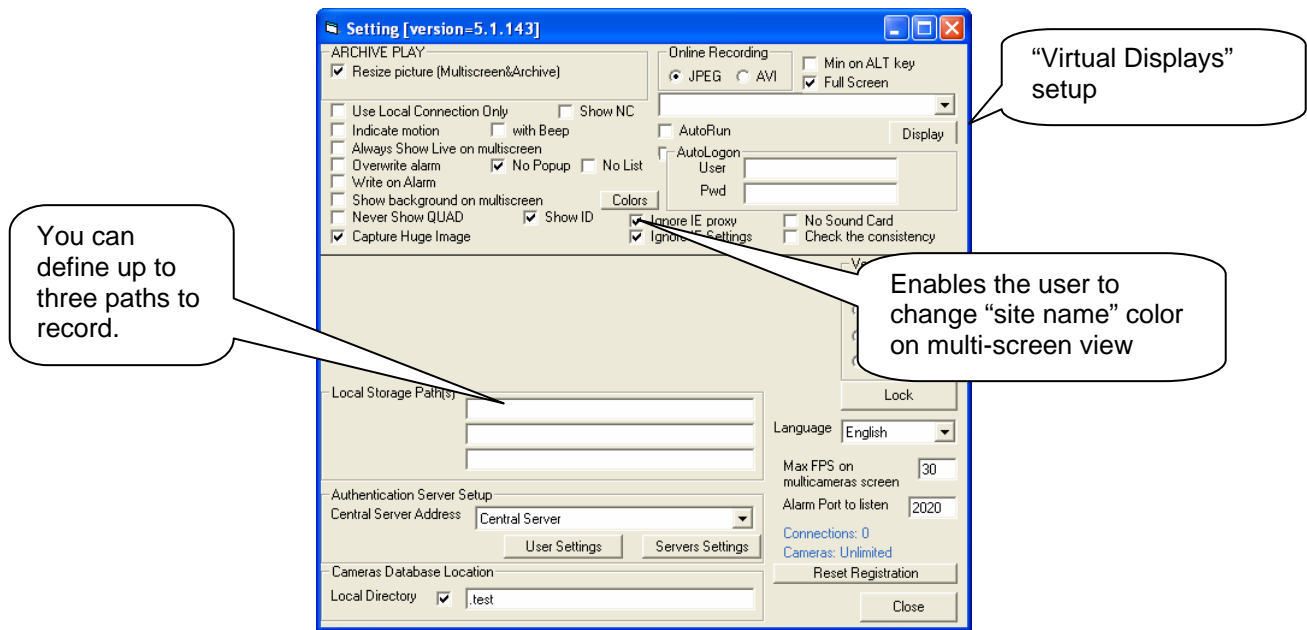 Setting [version=5.1.143]
ARCHIVE PLAY
Resize picture (Multiscreen&Archive)
Online Recording
JPEG AVI
Min on ALT key
Full Screen
Use Local Connection Only Show NC
Indicate motion with Beep
Always Show Live on multiscreen
Overwrite alarm No Popup No List
Write on Alarm
Show background on multiscreen Colors
Never Show QUAD Show ID
Capture Huge Image
AutoRun
Display
AutoLogon
User
Pwd
Ignore IE proxy No Sound Card
Ignore IE Settings Check the consistency
“Virtual Displays”
setup
You can
define up to
three paths to
record.
Enables the user to
change “site name” color
on multi-screen view
Local Storage Path(s)
Lock
Language English
Max FPS on
multicameras screen 30
Alarm Port to listen 2020
Connections: 0
Cameras: Unlimited
Reset Registration
Close
Authentication Server Setup
Central Server Address Central Server
User Settings Servers Settings
Cameras Database Location
Local Directory .test